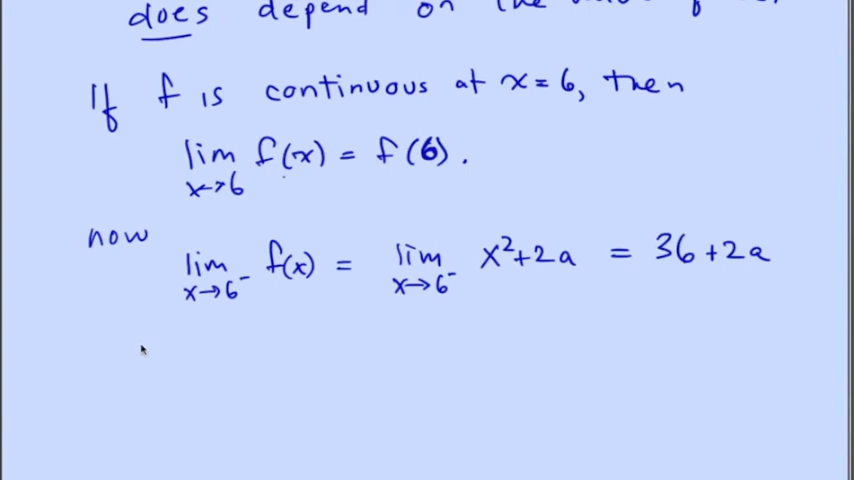 does depend on the
If f is continuous at x = 6, then
lim f(x) = f(6).
x→6
now
lim f(x) = lim x²+2a = 36+2a
x→6⁻ x→6⁻